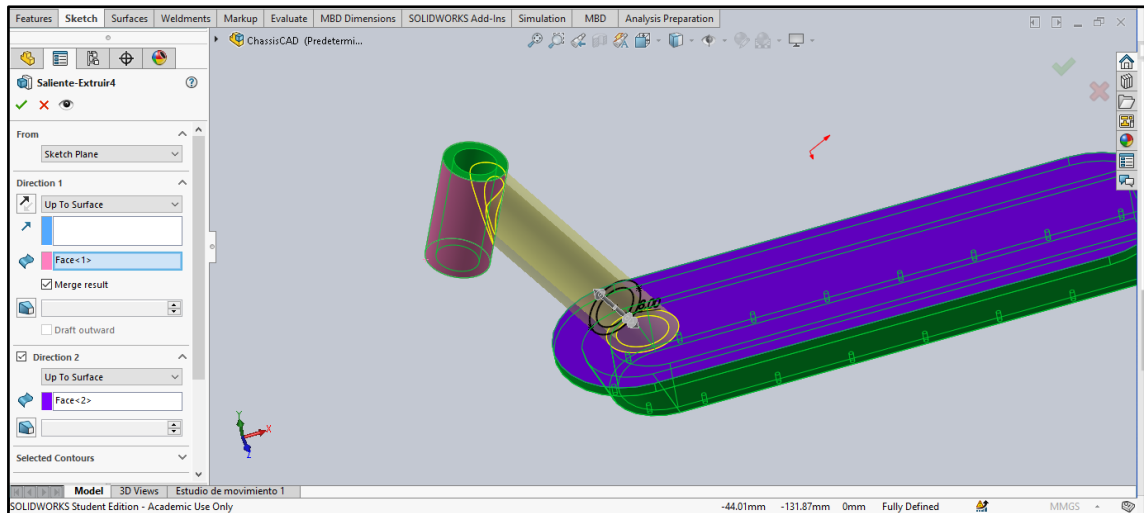 Features Sketch Surfaces Weldments Markup Evaluate MBD Dimensions SOLIDWORKS Add-Ins Simulation MBD Analysis Preparation
ChassisCAD (Predetermi...
Saliente-Extruir4
From
Sketch Plane
Direction 1
Up To Surface
Face<1>
Merge result
Draft outward
Direction 2
Up To Surface
Face<2>
Selected Contours
Y
X
Z
Model 3D Views Estudio de movimiento 1
SOLIDWORKS Student Edition - Academic Use Only -44.01mm -131.87mm 0mm Fully Defined MMGS